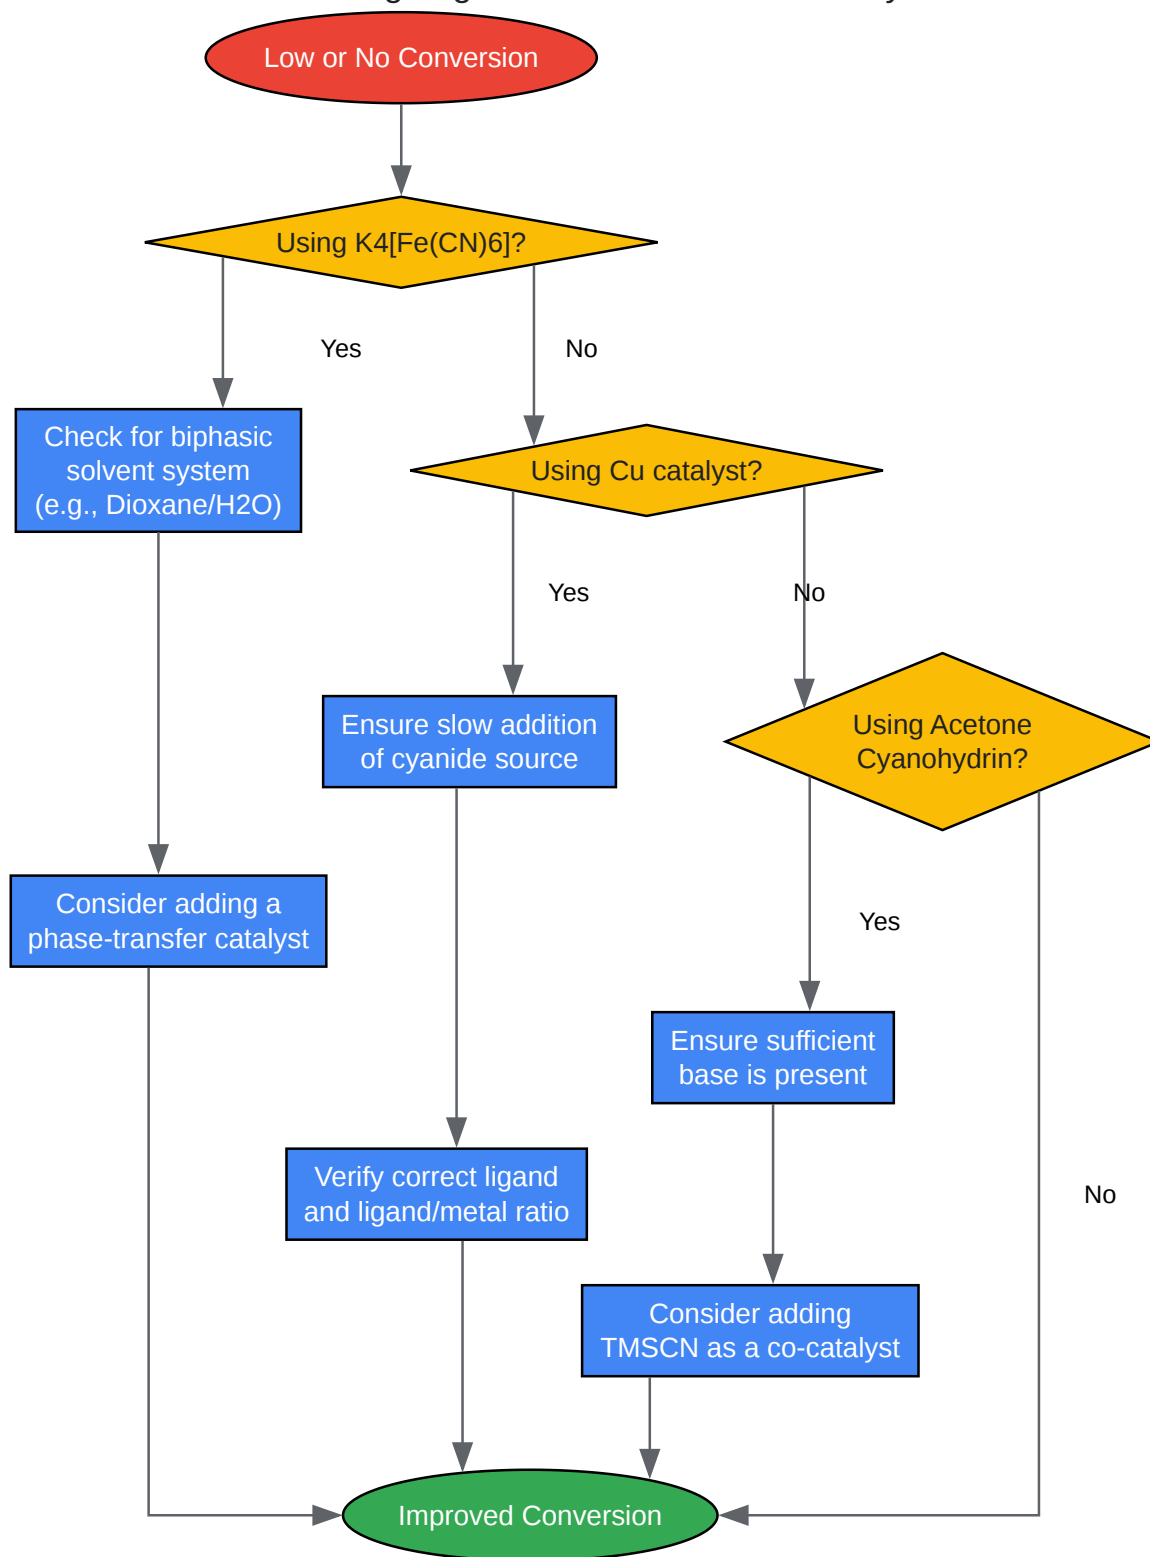 Low or No Conversion
Using K4[Fe(CN)6]?
Yes
No
Check for biphasic
solvent system
(e.g., Dioxane/H2O)
Using Cu catalyst?
Yes
No
Ensure slow addition
of cyanide source
Using Acetone
Cyanohydrin?
Consider adding a
phase-transfer catalyst
Yes
Ensure sufficient
base is present
Verify correct ligand
and ligand/metal ratio
No
Consider adding
TMSCN as a co-catalyst
Improved Conversion